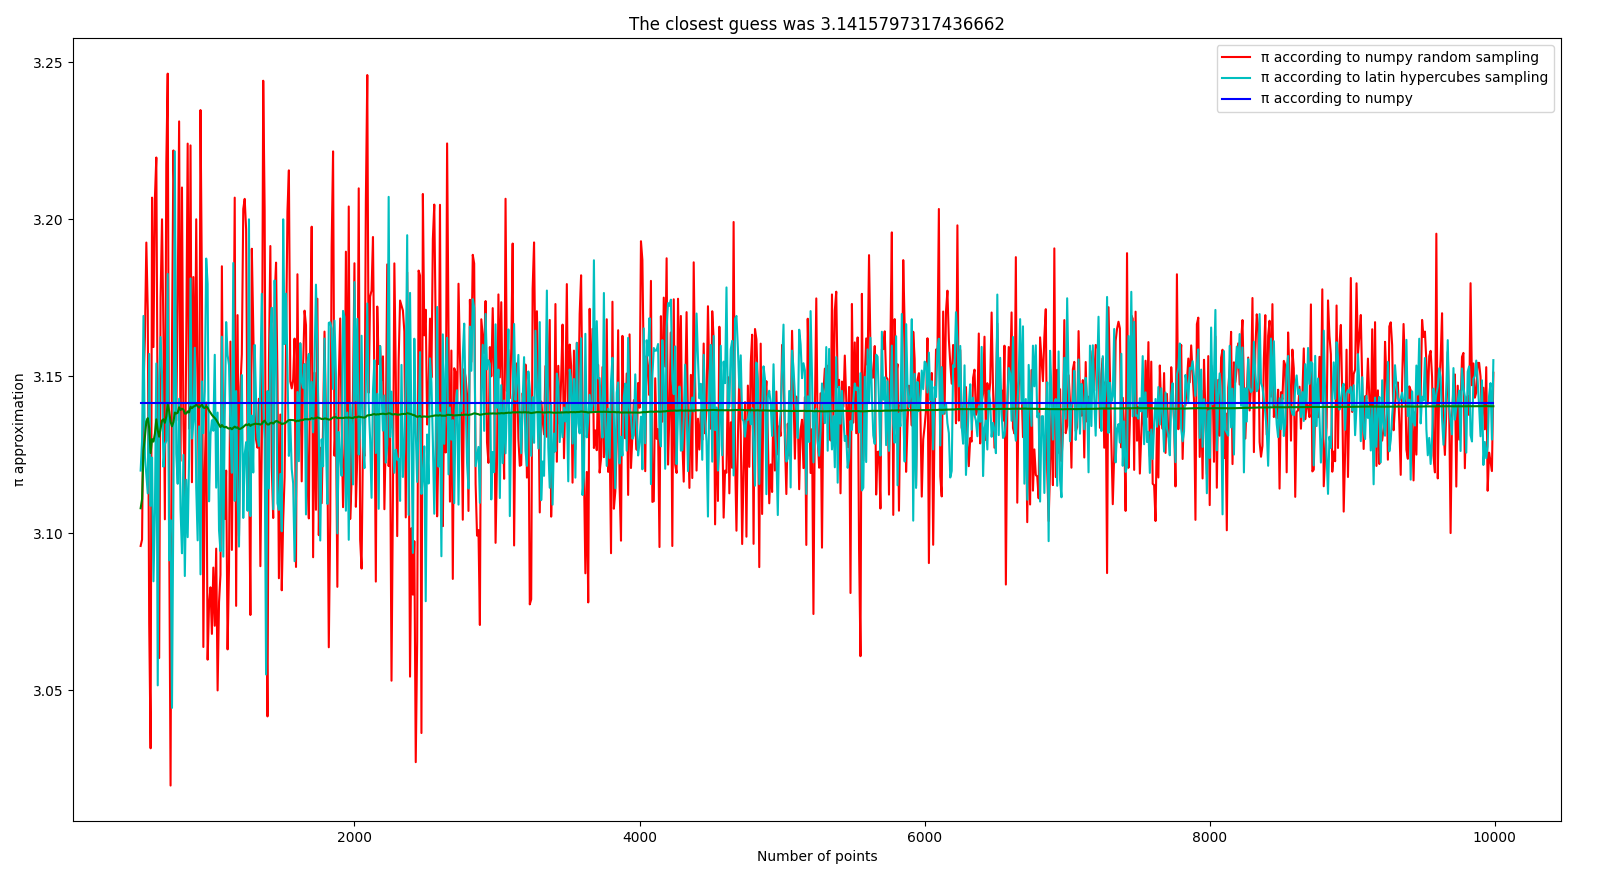 The closest guess was 3.1415797317436662
π according to numpy random sampling
π according to latin hypercubes sampling
π according to numpy
3.25
3.20
3.15
3.10
3.05
π approximation
2000
4000
6000
8000
10000
Number of points